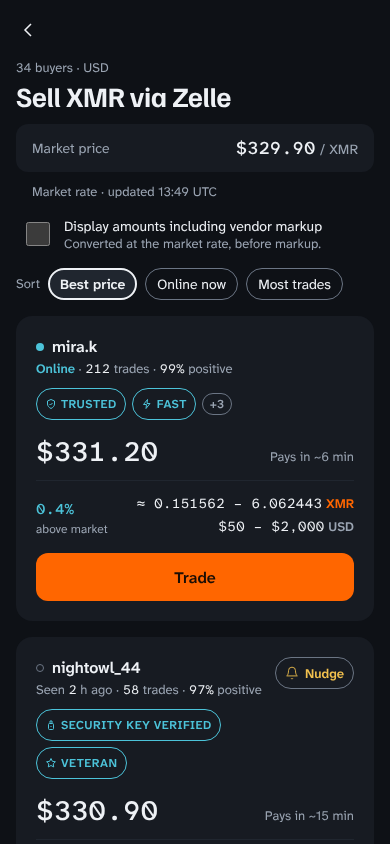 34 buyers · USD
Sell XMR via Zelle
Market price $329.90 / XMR
Market rate · updated 13:49 UTC
Display amounts including vendor markup
Converted at the market rate, before markup.
Sort Best price Online now Most trades
mira.k
Online · 212 trades · 99% positive
TRUSTED FAST +3
$331.20 Pays in ~6 min
0.4% ≈ 0.151562 – 6.062443 XMR
above market $50 – $2,000 USD
Trade
nightowl_44 Nudge
Seen 2 h ago · 58 trades · 97% positive
SECURITY KEY VERIFIED
VETERAN
$330.90 Pays in ~15 min